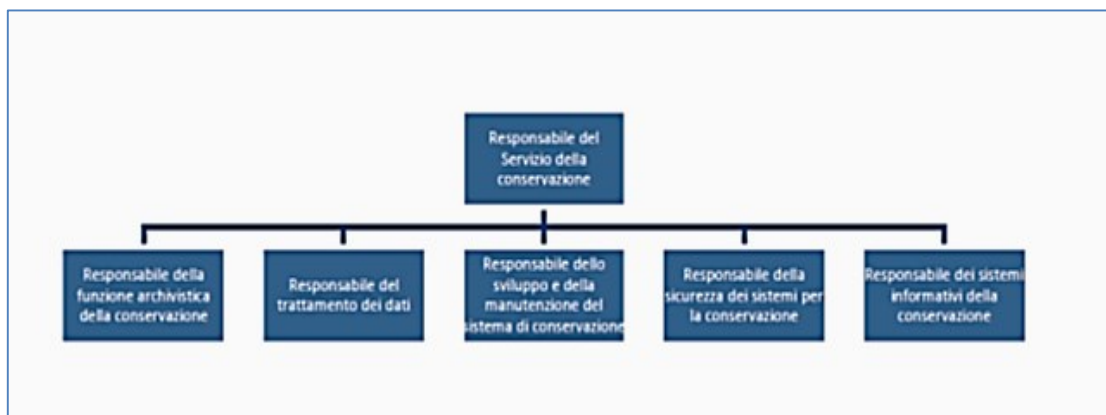 Responsabile del
Servizio della
conservazione
Responsabile della
funzione archivistica
della conservazione
Responsabile del
trattamento dei dati
Responsabile dello
sviluppo e della
manutenzione del
sistema di conservazione
Responsabile della
sicurezza dei sistemi per
la conservazione
Responsabile dei sistemi
informativi della
conservazione